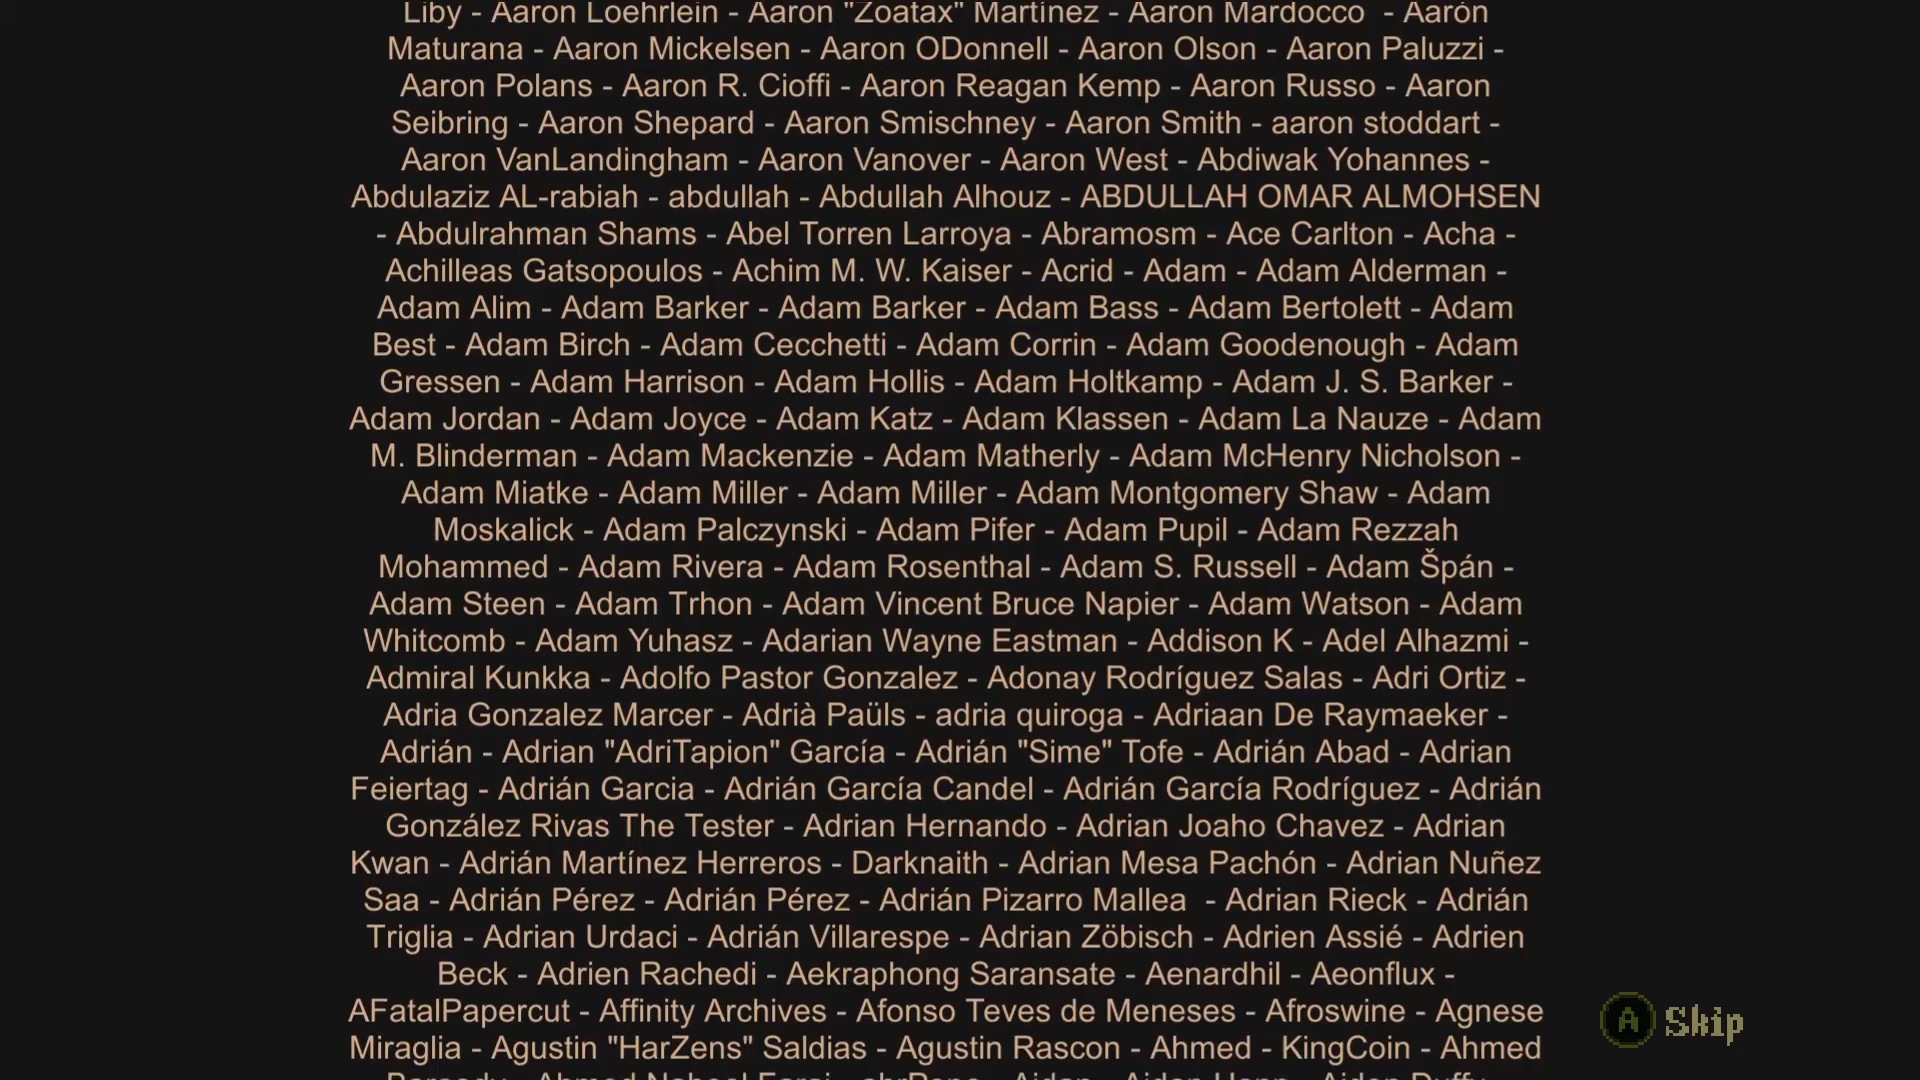 Liby - Aaron Loehrlein - Aaron "Zoatax" Martínez - Aaron Mardocco  - Aarón
Maturana - Aaron Mickelsen - Aaron ODonnell - Aaron Olson - Aaron Paluzzi -
Aaron Polans - Aaron R. Cioffi - Aaron Reagan Kemp - Aaron Russo - Aaron
Seibring - Aaron Shepard - Aaron Smischney - Aaron Smith - aaron stoddart -
Aaron VanLandingham - Aaron Vanover - Aaron West - Abdiwak Yohannes -
Abdulaziz AL-rabiah - abdullah - Abdullah Alhouz - ABDULLAH OMAR ALMOHSEN
- Abdulrahman Shams - Abel Torren Larroya - Abramosm - Ace Carlton - Acha -
Achilleas Gatsopoulos - Achim M. W. Kaiser - Acrid - Adam - Adam Alderman -
Adam Alim - Adam Barker - Adam Barker - Adam Bass - Adam Bertolett - Adam
Best - Adam Birch - Adam Cecchetti - Adam Corrin - Adam Goodenough - Adam
Gressen - Adam Harrison - Adam Hollis - Adam Holtkamp - Adam J. S. Barker -
Adam Jordan - Adam Joyce - Adam Katz - Adam Klassen - Adam La Nauze - Adam
M. Blinderman - Adam Mackenzie - Adam Matherly - Adam McHenry Nicholson -
Adam Miatke - Adam Miller - Adam Miller - Adam Montgomery Shaw - Adam
Moskalick - Adam Palczynski - Adam Pifer - Adam Pupil - Adam Rezzah
Mohammed - Adam Rivera - Adam Rosenthal - Adam S. Russell - Adam Špán -
Adam Steen - Adam Trhon - Adam Vincent Bruce Napier - Adam Watson - Adam
Whitcomb - Adam Yuhasz - Adarian Wayne Eastman - Addison K - Adel Alhazmi -
Admiral Kunkka - Adolfo Pastor Gonzalez - Adonay Rodríguez Salas - Adri Ortiz -
Adria Gonzalez Marcer - Adrià Paüls - adria quiroga - Adriaan De Raymaeker -
Adrián - Adrian "AdriTapion" García - Adrián "Sime" Tofe - Adrián Abad - Adrian
Feiertag - Adrián Garcia - Adrián García Candel - Adrián García Rodríguez - Adrián
González Rivas The Tester - Adrian Hernando - Adrian Joaho Chavez - Adrian
Kwan - Adrián Martínez Herreros - Darknaith - Adrian Mesa Pachón - Adrian Nuñez
Saa - Adrián Pérez - Adrián Pérez - Adrián Pizarro Mallea  - Adrian Rieck - Adrián
Triglia - Adrian Urdaci - Adrián Villarespe - Adrian Zöbisch - Adrien Assié - Adrien
Beck - Adrien Rachedi - Aekraphong Saransate - Aenardhil - Aeonflux -
AFatalPapercut - Affinity Archives - Afonso Teves de Meneses - Afroswine - Agnese
Miraglia - Agustin "HarZens" Saldias - Agustin Rascon - Ahmed - KingCoin - Ahmed
A Skip